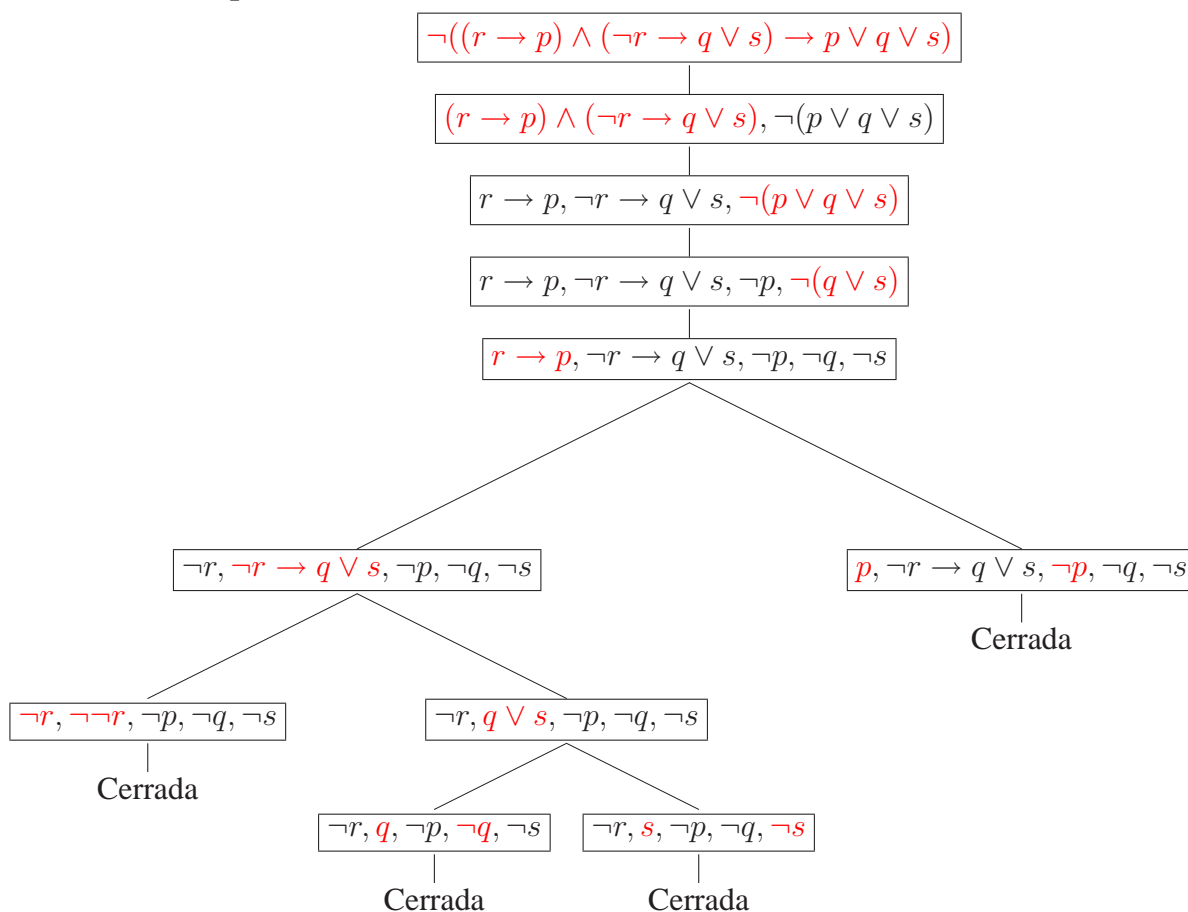 ¬((r → p) ∧ (¬r → q ∨ s) → p ∨ q ∨ s)
(r → p) ∧ (¬r → q ∨ s), ¬(p ∨ q ∨ s)
r → p, ¬r → q ∨ s, ¬(p ∨ q ∨ s)
r → p, ¬r → q ∨ s, ¬p, ¬(q ∨ s)
r → p, ¬r → q ∨ s, ¬p, ¬q, ¬s
¬r, ¬r → q ∨ s, ¬p, ¬q, ¬s
p, ¬r → q ∨ s, ¬p, ¬q, ¬s
Cerrada
¬r, ¬¬r, ¬p, ¬q, ¬s
¬r, q ∨ s, ¬p, ¬q, ¬s
Cerrada
¬r, q, ¬p, ¬q, ¬s
¬r, s, ¬p, ¬q, ¬s
Cerrada
Cerrada